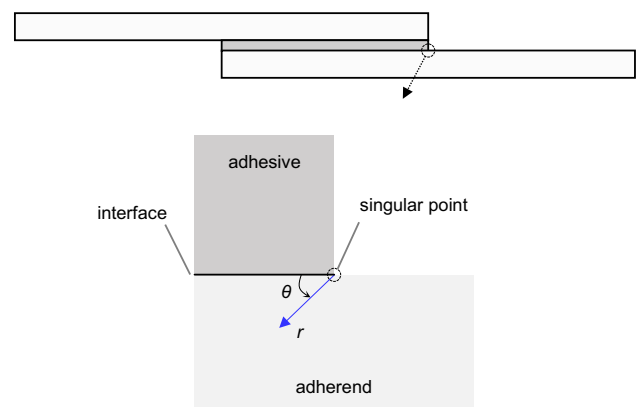 adhesive
interface
singular point
θ
r
adherend